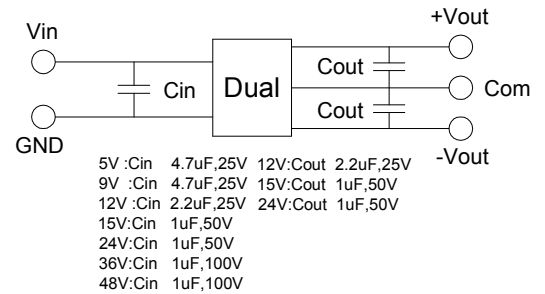 Vin
+Vout
Cin
Dual
Cout
Com
Cout
GND
-Vout
5V :Cin 4.7uF,25V 12V:Cout 2.2uF,25V
9V :Cin 4.7uF,25V 15V:Cout 1uF,50V
12V :Cin 2.2uF,25V 24V:Cout 1uF,50V
15V:Cin 1uF,50V
24V:Cin 1uF,50V
36V:Cin 1uF,100V
48V:Cin 1uF,100V